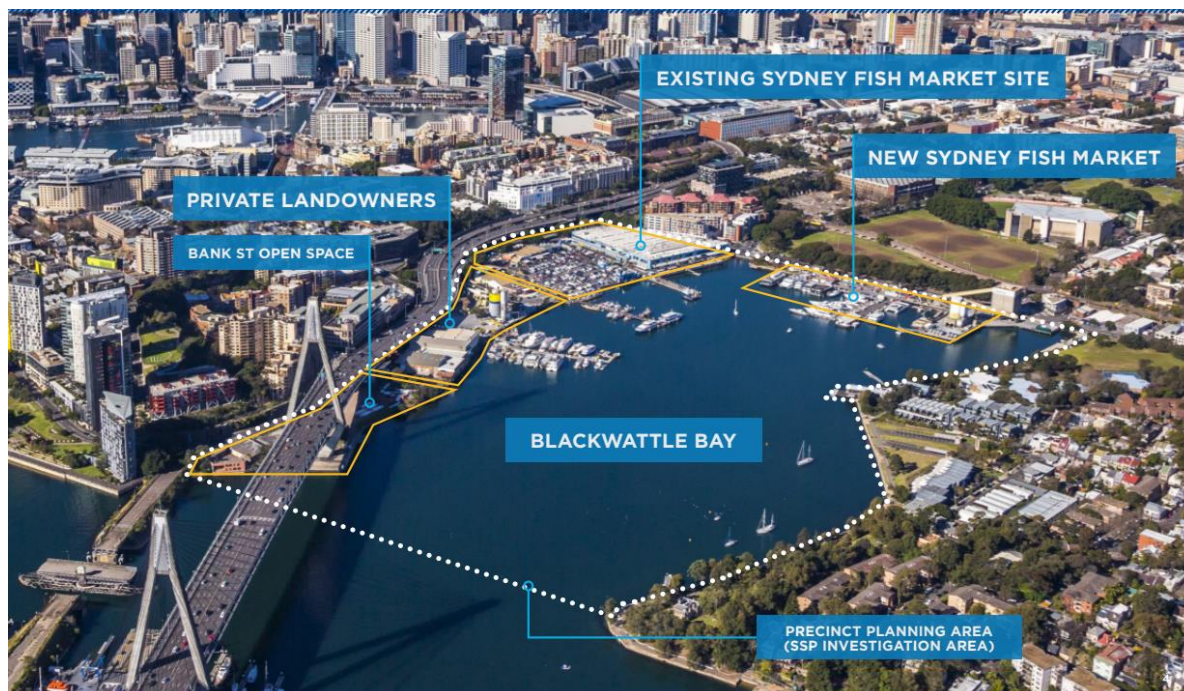 EXISTING SYDNEY FISH MARKET SITE
NEW SYDNEY FISH MARKET
PRIVATE LANDOWNERS
BANK ST OPEN SPACE
BLACKWATTLE BAY
PRECINCT PLANNING AREA
(SSP INVESTIGATION AREA)